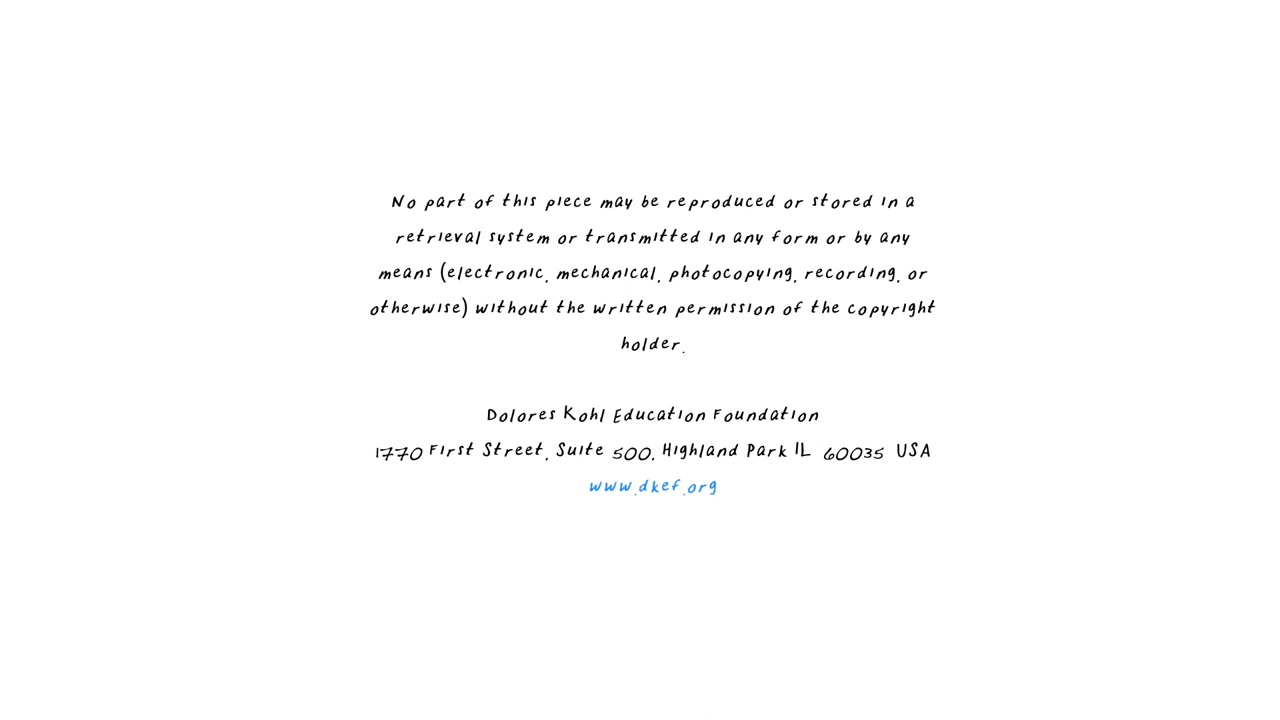 No part of this piece may be reproduced or stored in a
retrieval system or transmitted in any form or by any
means (electronic, mechanical, photocopying, recording, or
otherwise) without the written permission of the copyright
holder.
Dolores Kohl Education Foundation
1770 First Street, Suite 500, Highland Park IL 60035 USA
www.dkef.org